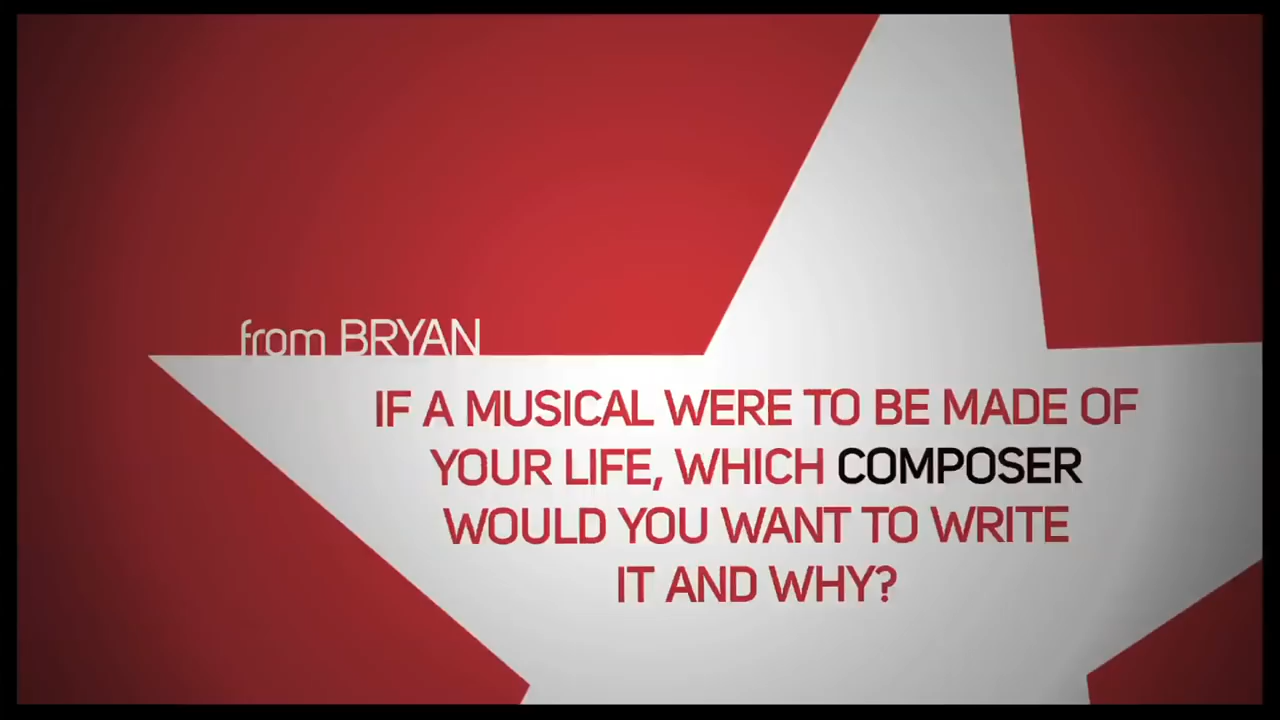 from BRYAN
IF A MUSICAL WERE TO BE MADE OF
YOUR LIFE, WHICH COMPOSER
WOULD YOU WANT TO WRITE
IT AND WHY?